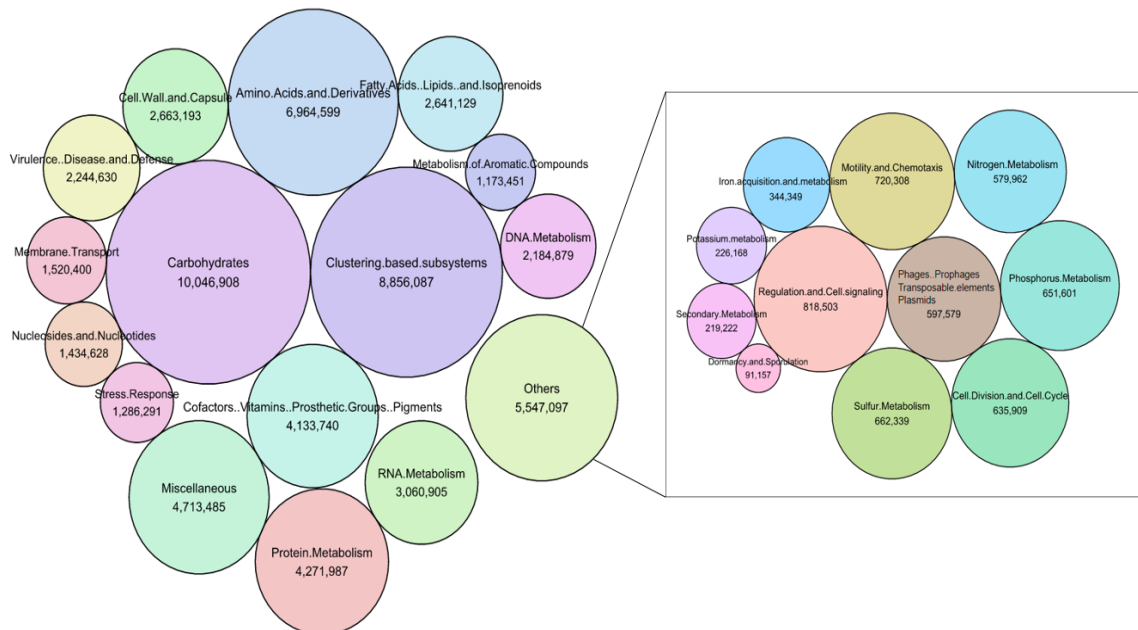 Cell.Wall.and.Capsule
2,663,193
Amino.Acids.and.Derivatives
6,964,599
Fatty.Acids..Lipids..and.Isoprenoids
2,641,129
Virulence..Disease.and.Defense
2,244,630
Metabolism.of.Aromatic.Compounds
1,173,451
Membrane.Transport
1,520,400
Carbohydrates
10,046,908
Clustering.based.subsystems
8,856,087
DNA.Metabolism
2,184,879
Nucleosides.and.Nucleotides
1,434,628
Stress.Response
1,286,291
Cofactors..Vitamins..Prosthetic.Groups..Pigments
4,133,740
Others
5,547,097
Miscellaneous
4,713,485
RNA.Metabolism
3,060,905
Protein.Metabolism
4,271,987
Iron.acquisition.and.metabolism
344,349
Motility.and.Chemotaxis
720,308
Nitrogen.Metabolism
579,962
Potassium.metabolism
226,168
Regulation.and.Cell.signaling
818,503
Phages..Prophages
Transposable.elements
Plasmids
597,579
Phosphorus.Metabolism
651,601
Secondary.Metabolism
219,222
Dormancy.and.Sporulation
91,157
Sulfur.Metabolism
662,339
Cell.Division.and.Cell.Cycle
635,909